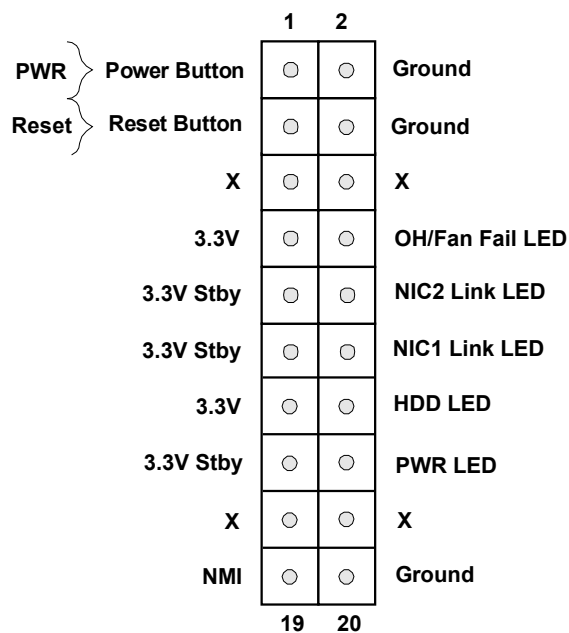 1 2
PWR Power Button Ground
Reset Reset Button Ground
X X
3.3V OH/Fan Fail LED
3.3V Stby NIC2 Link LED
3.3V Stby NIC1 Link LED
3.3V HDD LED
3.3V Stby PWR LED
X X
NMI Ground
19 20